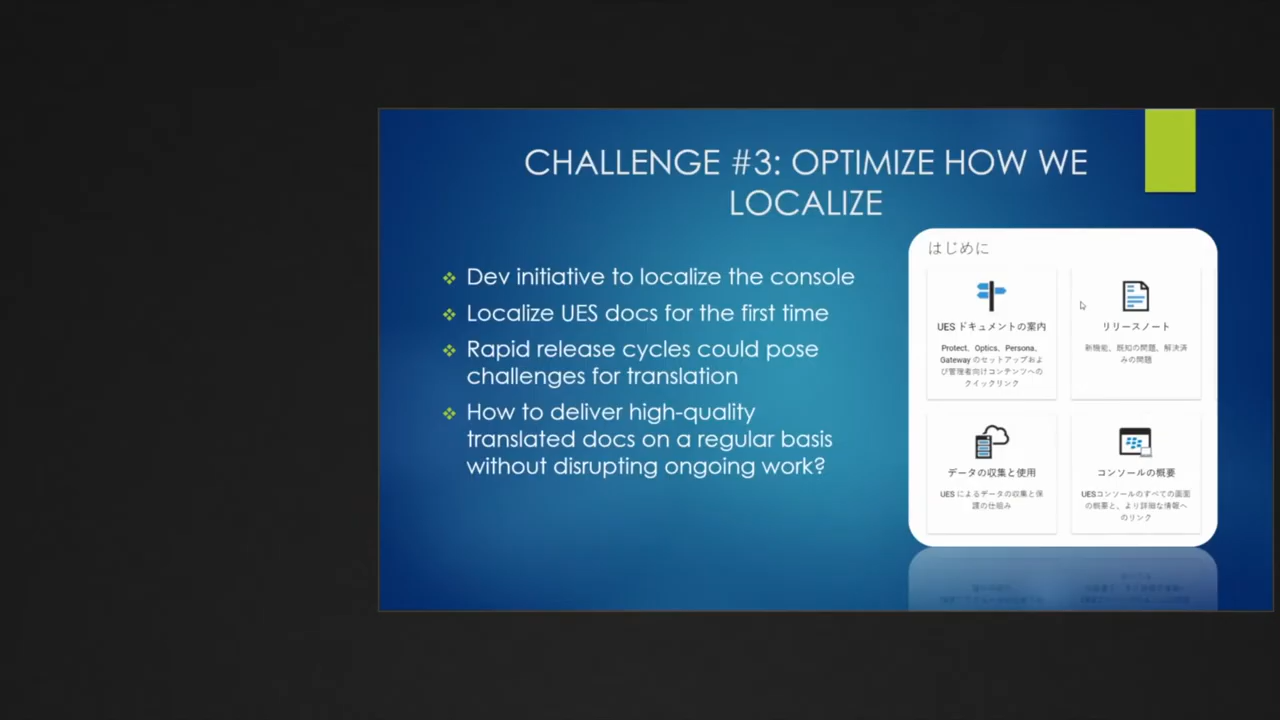 CHALLENGE #3: OPTIMIZE HOW WE
LOCALIZE
Dev initiative to localize the console
Localize UES docs for the first time
Rapid release cycles could pose
challenges for translation
How to deliver high-quality
translated docs on a regular basis
without disrupting ongoing work?
はじめに
UES ドキュメントの案内
Protect、Optics、Persona、
Gateway のセットアップおよ
び管理者向けコンテンツへの
クイックリンク
リリースノート
新機能、既知の問題、解決済
みの問題
データの収集と使用
UES によるデータの収集と保
護の仕組み
コンソールの概要
UESコンソールのすべての画面
の概要と、より詳細な情報へ
のリンク